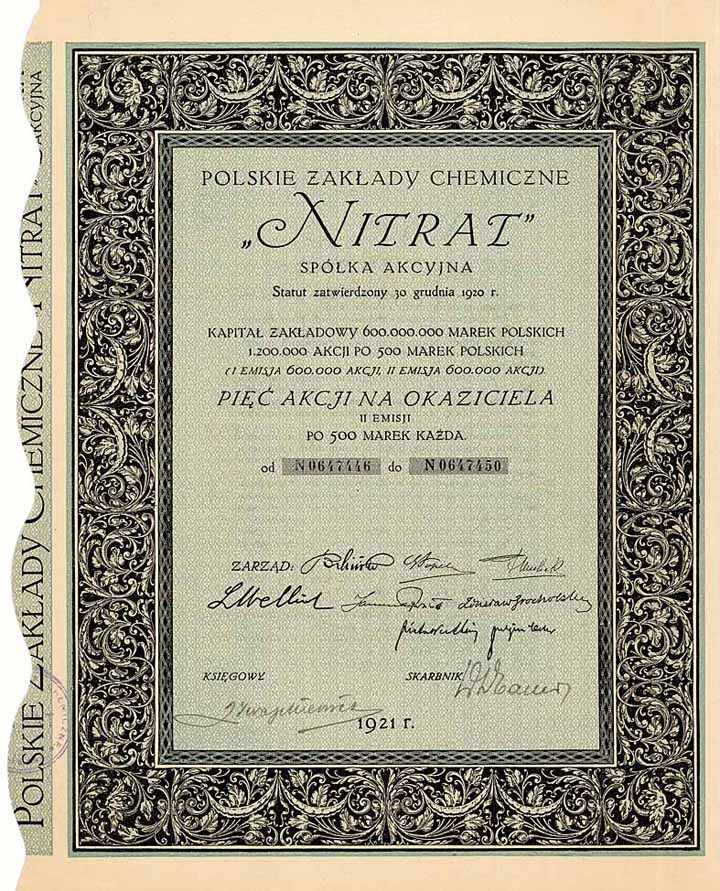 POLSKIE ZAKŁADY CHEMICZNE
„NITRAT”
SPÓŁKA AKCYJNA
Statut zatwierdzony 30 grudnia 1920 r.
KAPITAŁ ZAKŁADOWY 600.000.000 MAREK POLSKICH
1.200.000 AKCJI PO 500 MAREK POLSKICH
(I EMISJA 600.000 AKCJI, II EMISJA 600.000 AKCJI).
PIĘĆ AKCJI NA OKAZICIELA
II EMISJI
PO 500 MAREK KAŻDA.
od N0647446 do N0647450
ZARZĄD:
KSIĘGOWY SKARBNIK
1921 r.
POLSKIE ZAKŁADY CHEMICZNE „NITRAT” AKCYJNA